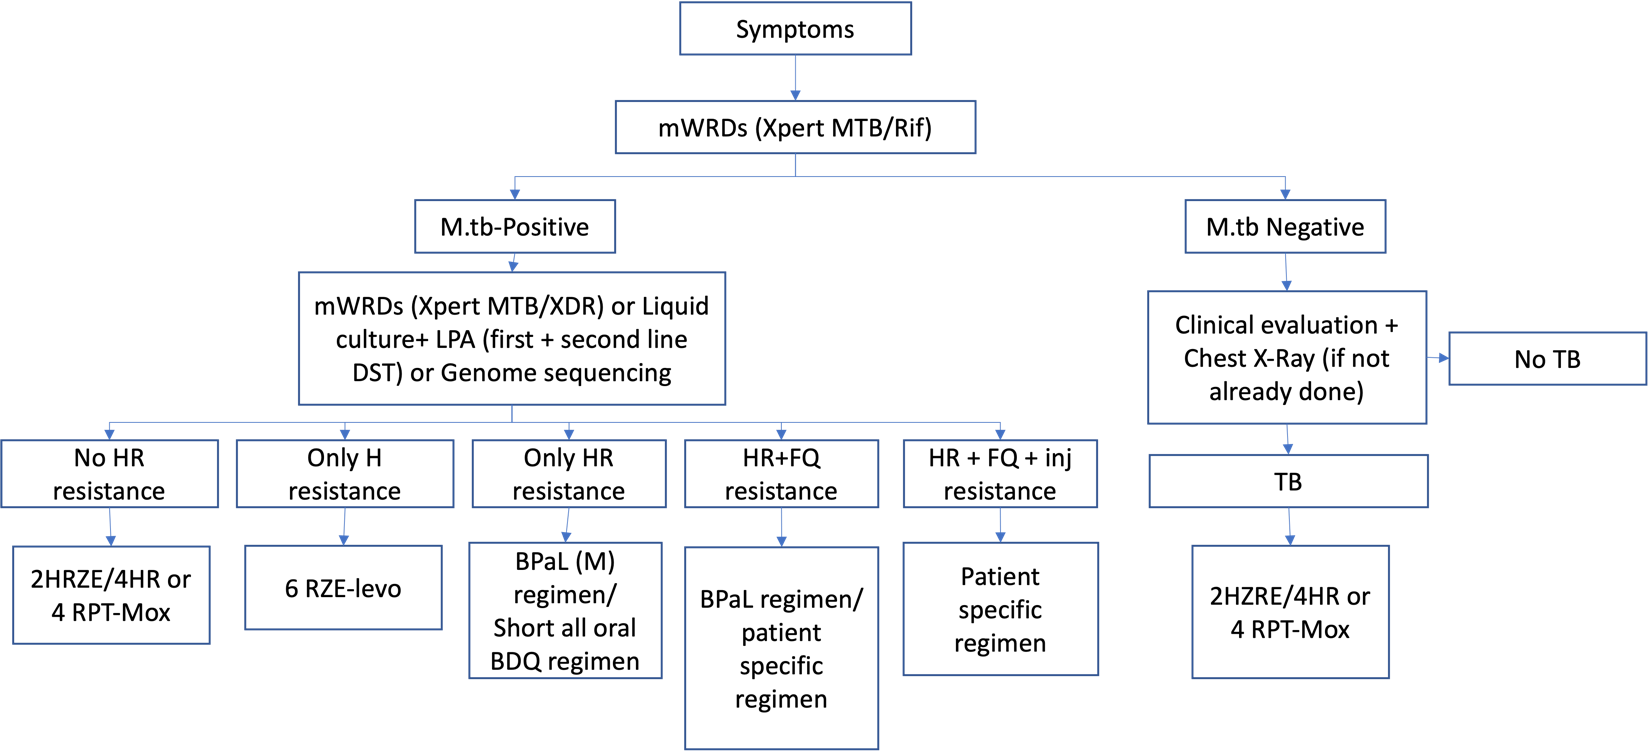 Symptoms
mWRDs (Xpert MTB/Rif)
M.tb-Positive
M.tb Negative
mWRDs (Xpert MTB/XDR) or Liquid
culture+ LPA (first + second line
DST) or Genome sequencing
Clinical evaluation +
Chest X-Ray (if not
already done)
No TB
No HR
resistance
Only H
resistance
Only HR
resistance
HR+FQ
resistance
HR + FQ + inj
resistance
TB
2HRZE/4HR or
4 RPT-Mox
6 RZE-levo
BPaL (M)
regimen/
Short all oral
BDQ regimen
BPaL regimen/
patient
specific
regimen
Patient
specific
regimen
2HZRE/4HR or
4 RPT-Mox